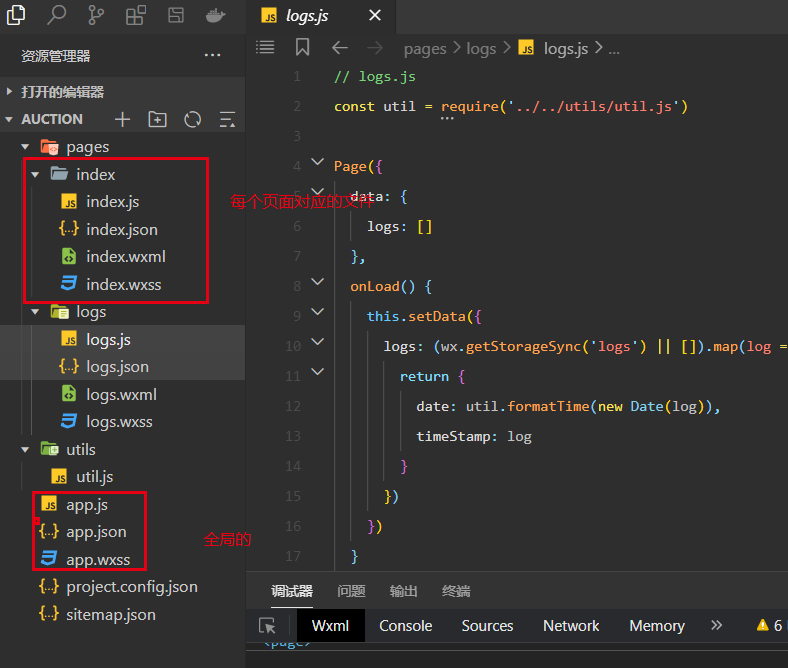 logs.js
资源管理器
打开的编辑器
AUCTION
pages
index
index.js
index.json
index.wxml
index.wxss
logs
logs.js
logs.json
logs.wxml
logs.wxss
utils
util.js
app.js
app.json
app.wxss
project.config.json
sitemap.json
每个页面对应的文件
全局的
pages > logs > JS logs.js > ...
1 // logs.js
2 const util = require('../../utils/util.js')
3
4 Page({
data: {
6 logs: []
7 },
8 onLoad() {
9 this.setData({
10 logs: (wx.getStorageSync('logs') || []).map(log =
11 return {
12 date: util.formatTime(new Date(log)),
13 timeStamp: log
14 }
15 })
16 })
17 }
调试器 问题 输出 终端
Wxml Console Sources Network Memory 6
<page>